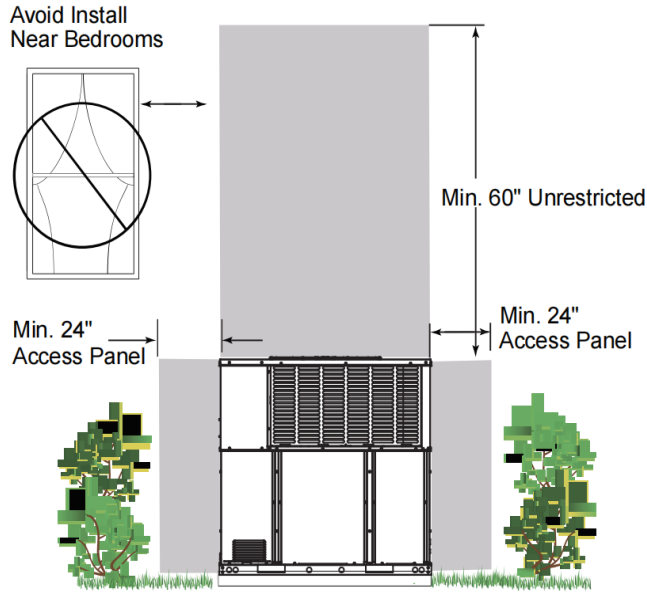 Avoid Install
Near Bedrooms
Min. 60" Unrestricted
Min. 24"
Access Panel
Min. 24"
Access Panel